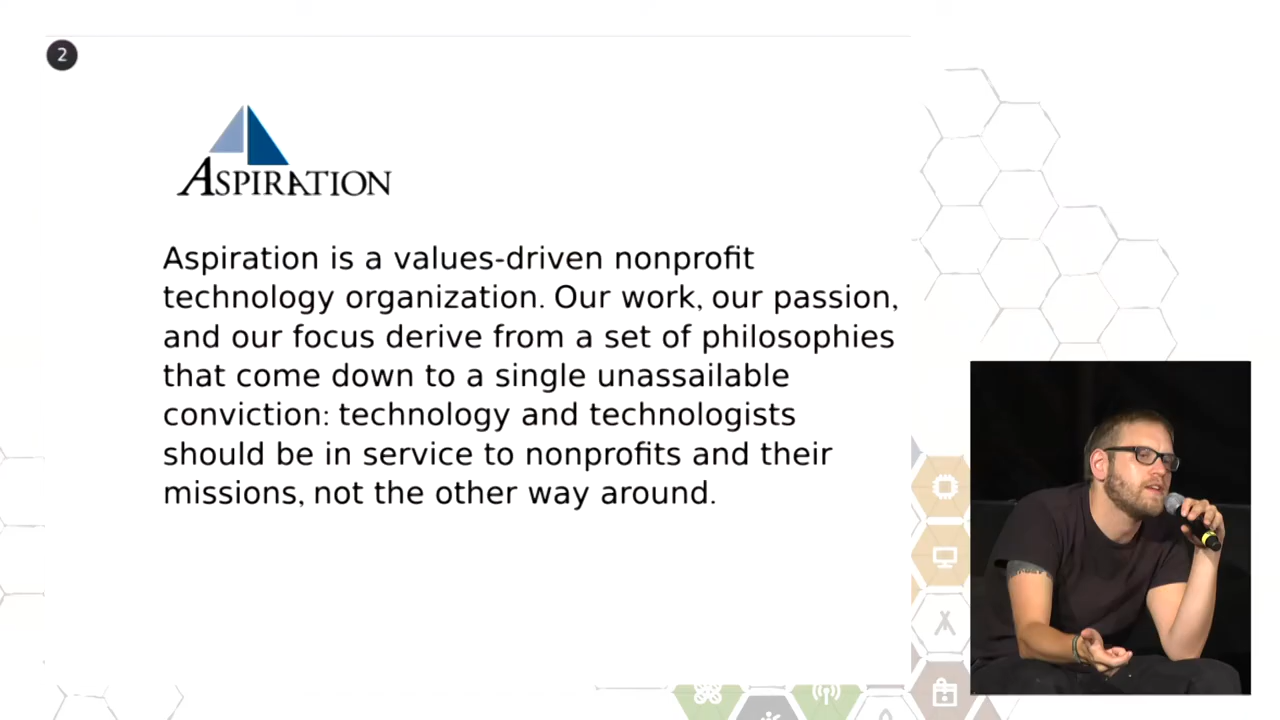 2
ASPIRATION
Aspiration is a values-driven nonprofit
technology organization. Our work, our passion,
and our focus derive from a set of philosophies
that come down to a single unassailable
conviction: technology and technologists
should be in service to nonprofits and their
missions, not the other way around.